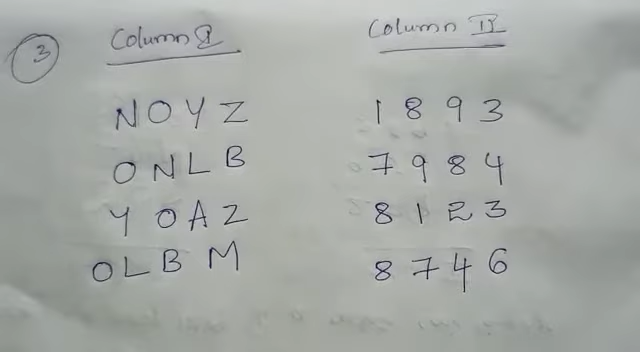 3 Column I Column II
NOYZ 1893
ONLB 7984
YOAZ 8123
OLBM 8746